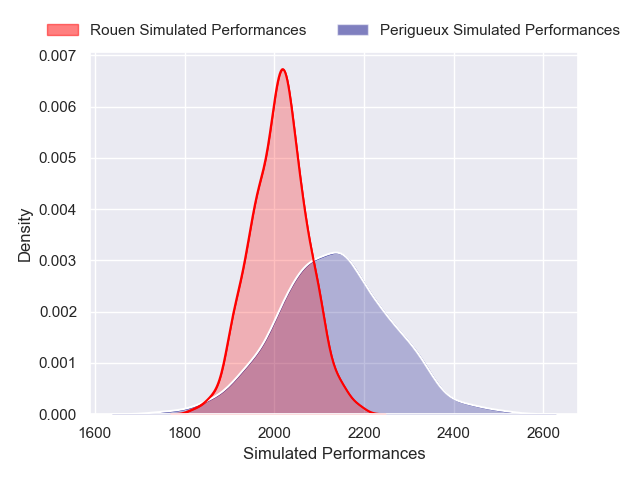 Rouen Simulated Performances Perigueux Simulated Performances
0.007
0.006
0.005
0.004
0.003
0.002
0.001
0.000
Density
1600 1800 2000 2200 2400 2600
Simulated Performances